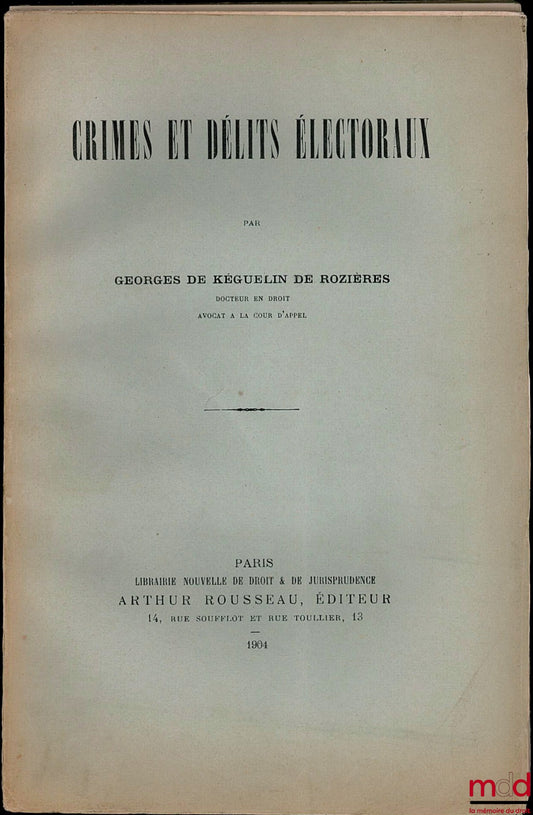 CRIMES ET DÉLITS ÉLECTORAUX
PAR
GEORGES DE KÉGUELIN DE ROZIÈRES
DOCTEUR EN DROIT
AVOCAT A LA COUR D'APPEL
PARIS
LIBRAIRIE NOUVELLE DE DROIT & DE JURISPRUDENCE
ARTHUR ROUSSEAU, ÉDITEUR
14, RUE SOUFFLOT ET RUE TOULLIER, 13
1904
mdd
la mémoire du droit